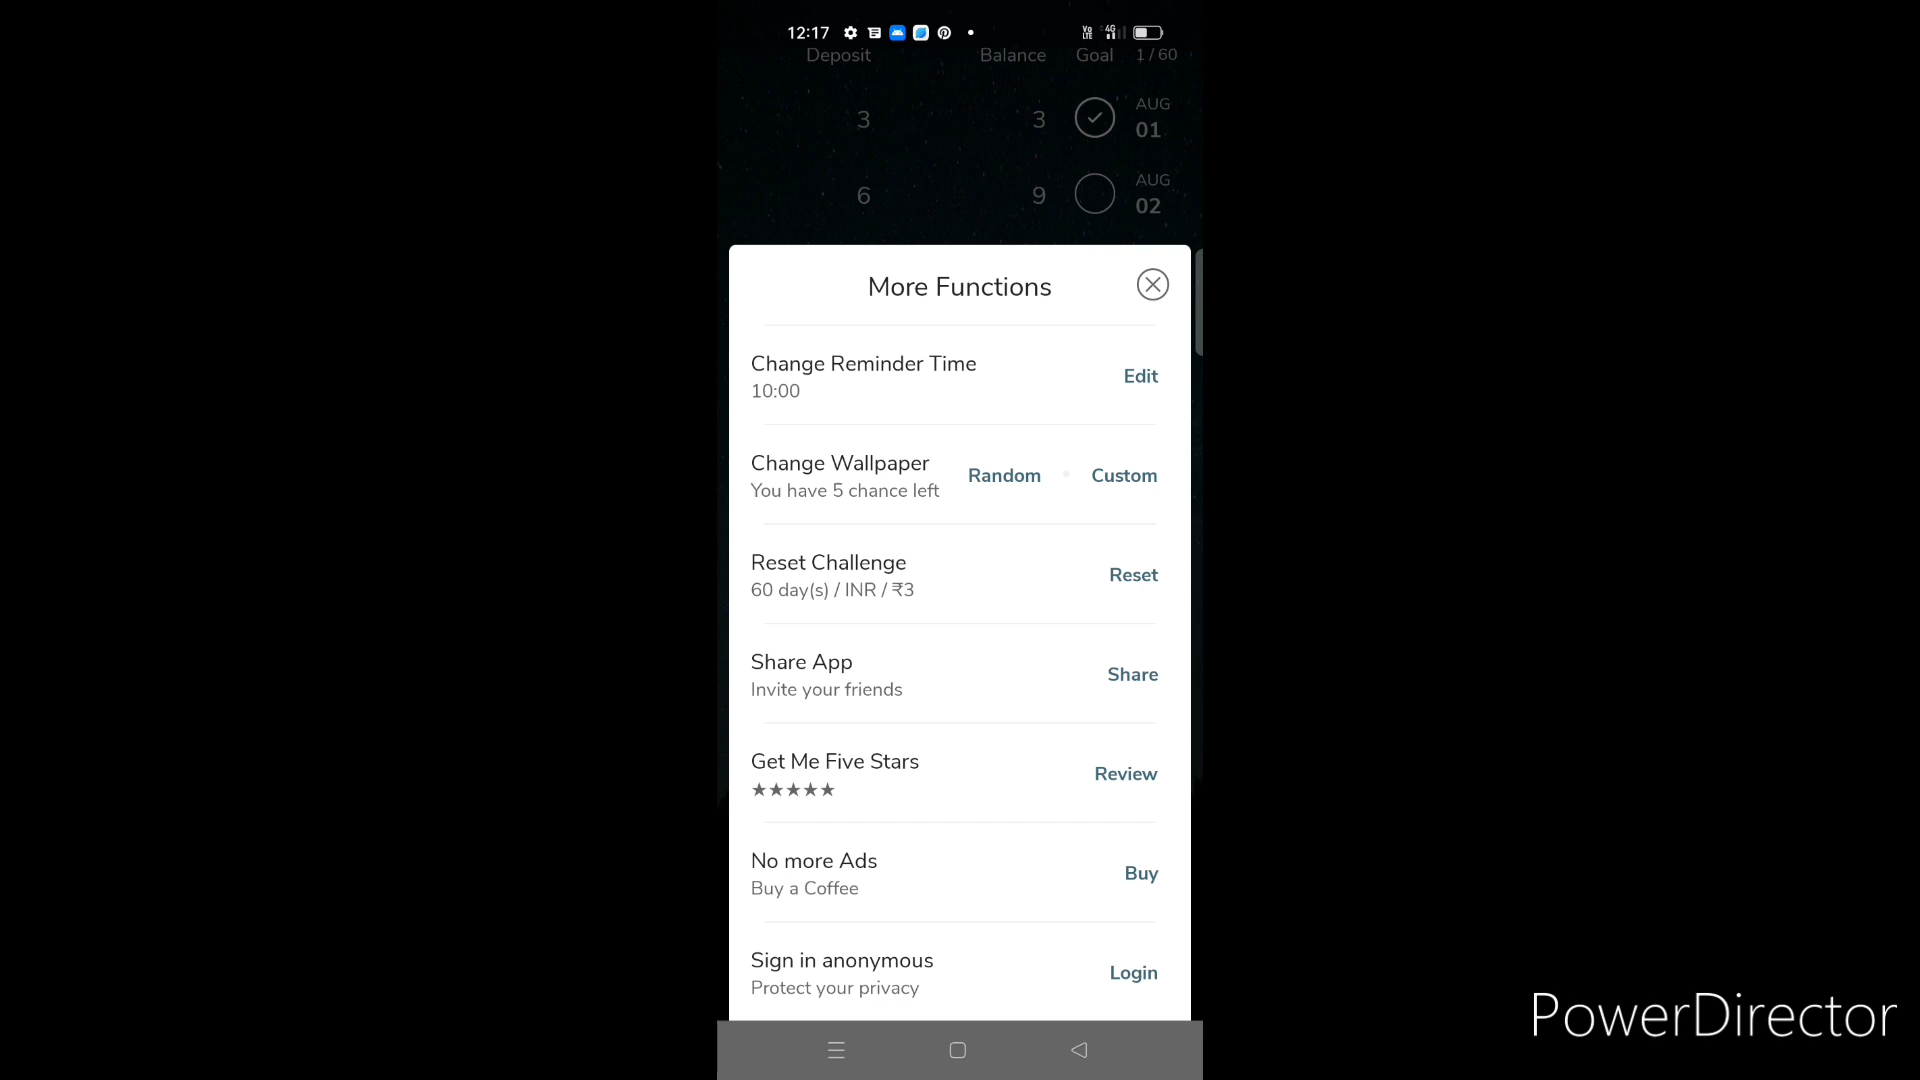 12:17
Vo LTE 4G
Deposit Balance Goal 1 / 60
3 3 AUG 01
6 9 AUG 02
More Functions
Change Reminder Time
10:00
Edit
Change Wallpaper
You have 5 chance left
Random • Custom
Reset Challenge
60 day(s) / INR / ₹3
Reset
Share App
Invite your friends
Share
Get Me Five Stars
★★★★★
Review
No more Ads
Buy a Coffee
Buy
Sign in anonymous
Protect your privacy
Login
PowerDirector